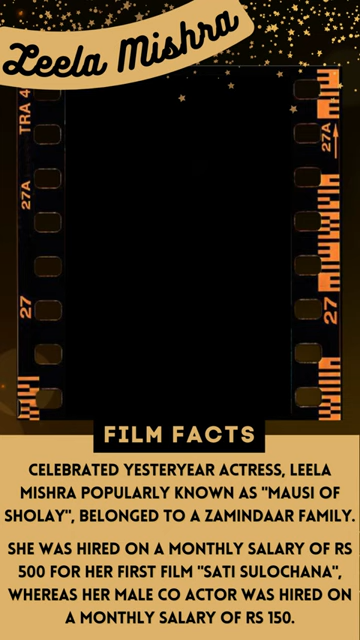 Leela Mishra
TRA 4
27A
27A
27
27
FILM FACTS
CELEBRATED YESTERYEAR ACTRESS, LEELA
MISHRA POPULARLY KNOWN AS "MAUSI OF
SHOLAY", BELONGED TO A ZAMINDAAR FAMILY.
SHE WAS HIRED ON A MONTHLY SALARY OF RS
500 FOR HER FIRST FILM "SATI SULOCHANA",
WHEREAS HER MALE CO ACTOR WAS HIRED ON
A MONTHLY SALARY OF RS 150.